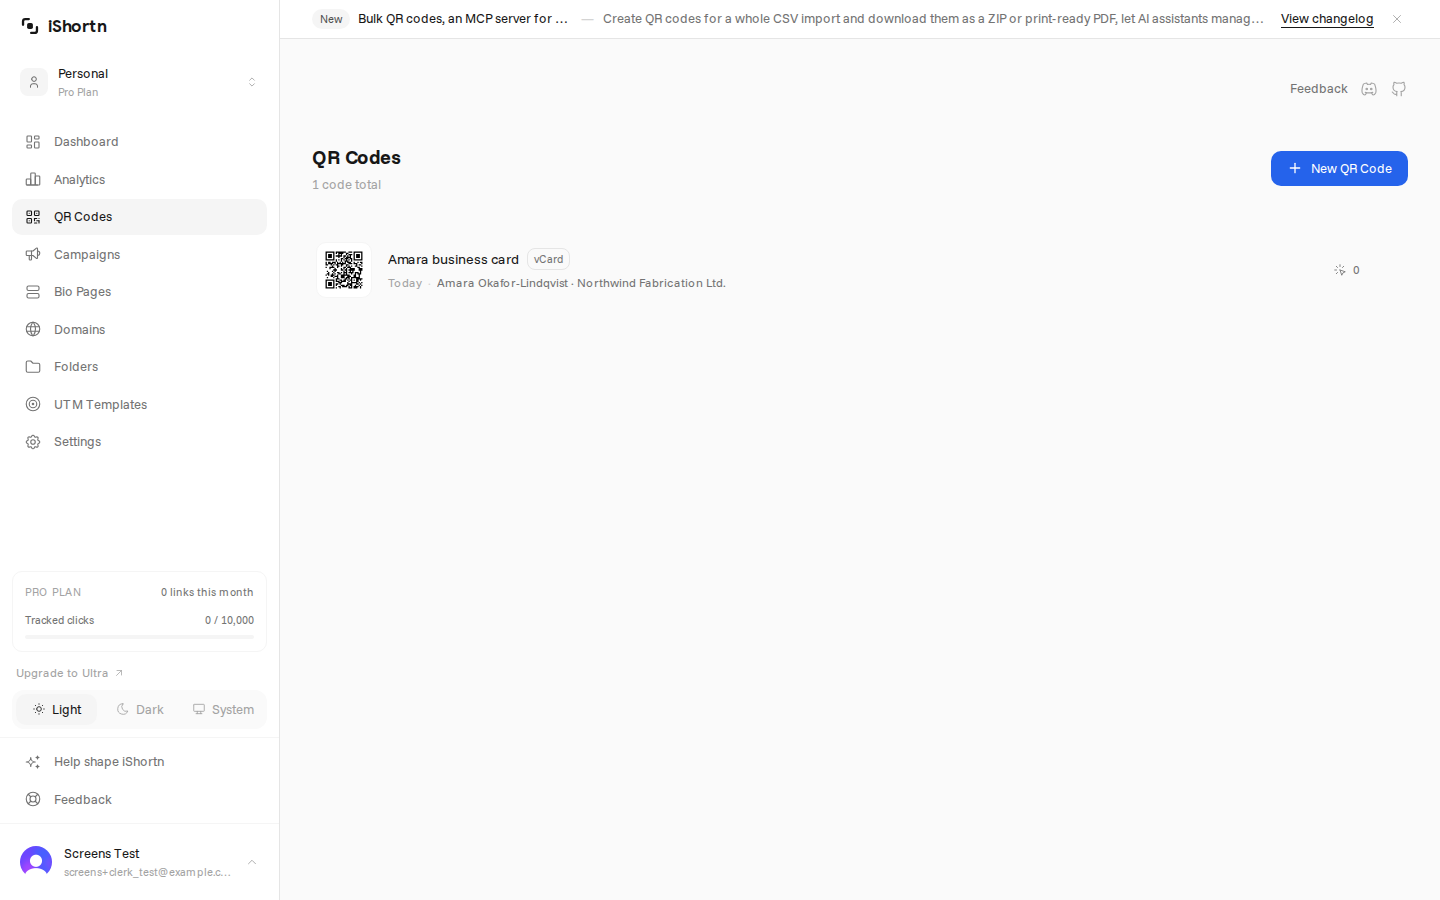 iShortn
Personal
Pro Plan
Dashboard
Analytics
QR Codes
Campaigns
Bio Pages
Domains
Folders
UTM Templates
Settings
PRO PLAN 0 links this month
Tracked clicks 0 / 10,000
Upgrade to Ultra
Light Dark System
Help shape iShortn
Feedback
Screens Test
screens+clerk_test@example.c...
New Bulk QR codes, an MCP server for ... — Create QR codes for a whole CSV import and download them as a ZIP or print-ready PDF, let AI assistants manag... View changelog
Feedback
QR Codes
1 code total
New QR Code
Amara business card vCard
Today · Amara Okafor-Lindqvist · Northwind Fabrication Ltd.
0